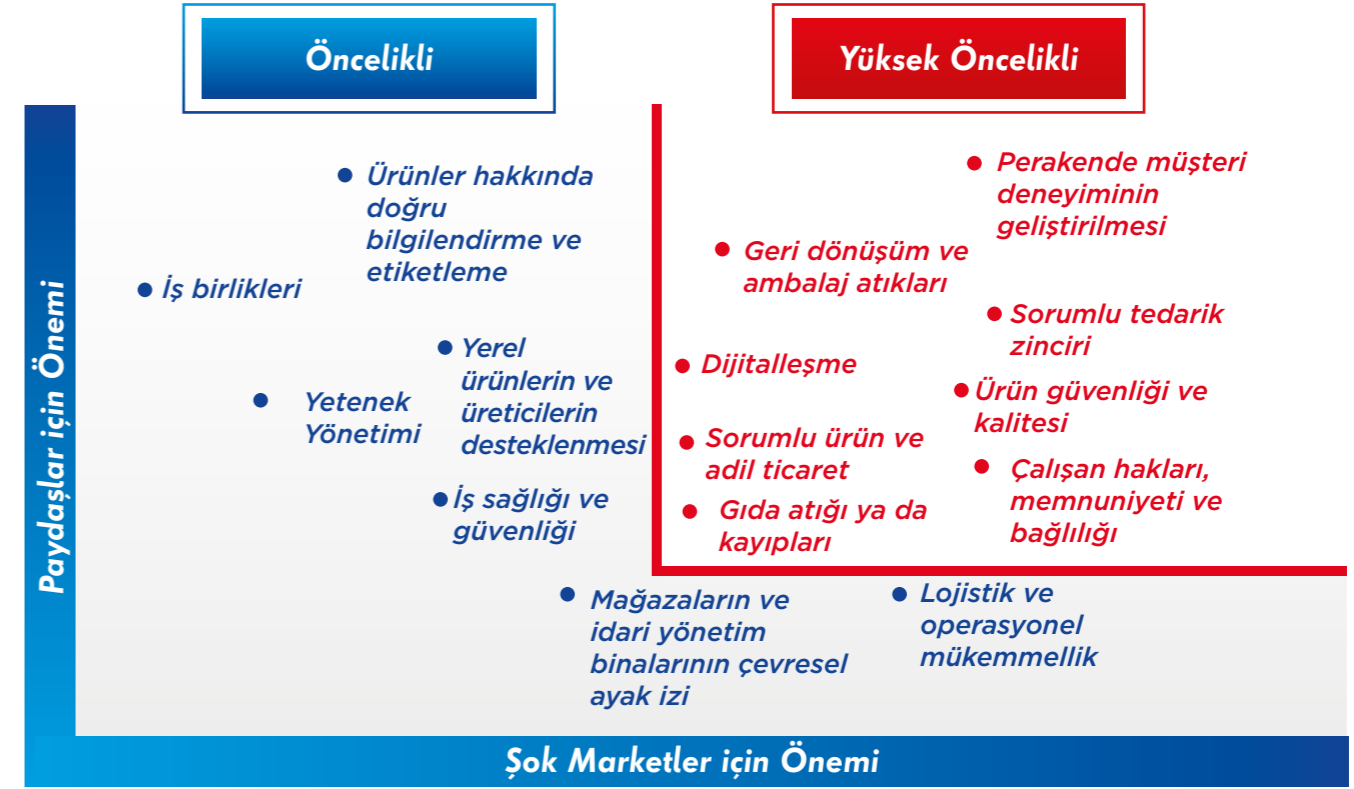 Öncelikli
Yüksek Öncelikli
Paydaşlar için Önemi
Ürünler hakkında
doğru
bilgilendirme ve
etiketleme
İş birlikleri
Yerel
ürünlerin ve
üreticilerin
desteklenmesi
Yetenek
Yönetimi
İş sağlığı ve
güvenliği
Mağazaların ve
idari yönetim
binalarının çevresel
ayak izi
Lojistik ve
operasyonel
mükemmellik
Perakende müşteri
deneyiminin
geliştirilmesi
Geri dönüşüm ve
ambalaj atıkları
Sorumlu tedarik
zinciri
Dijitalleşme
Ürün güvenliği ve
kalitesi
Sorumlu ürün ve
adil ticaret
Çalışan hakları,
memnuniyeti ve
bağlılığı
Gıda atığı ya da
kayıpları
Şok Marketler için Önemi